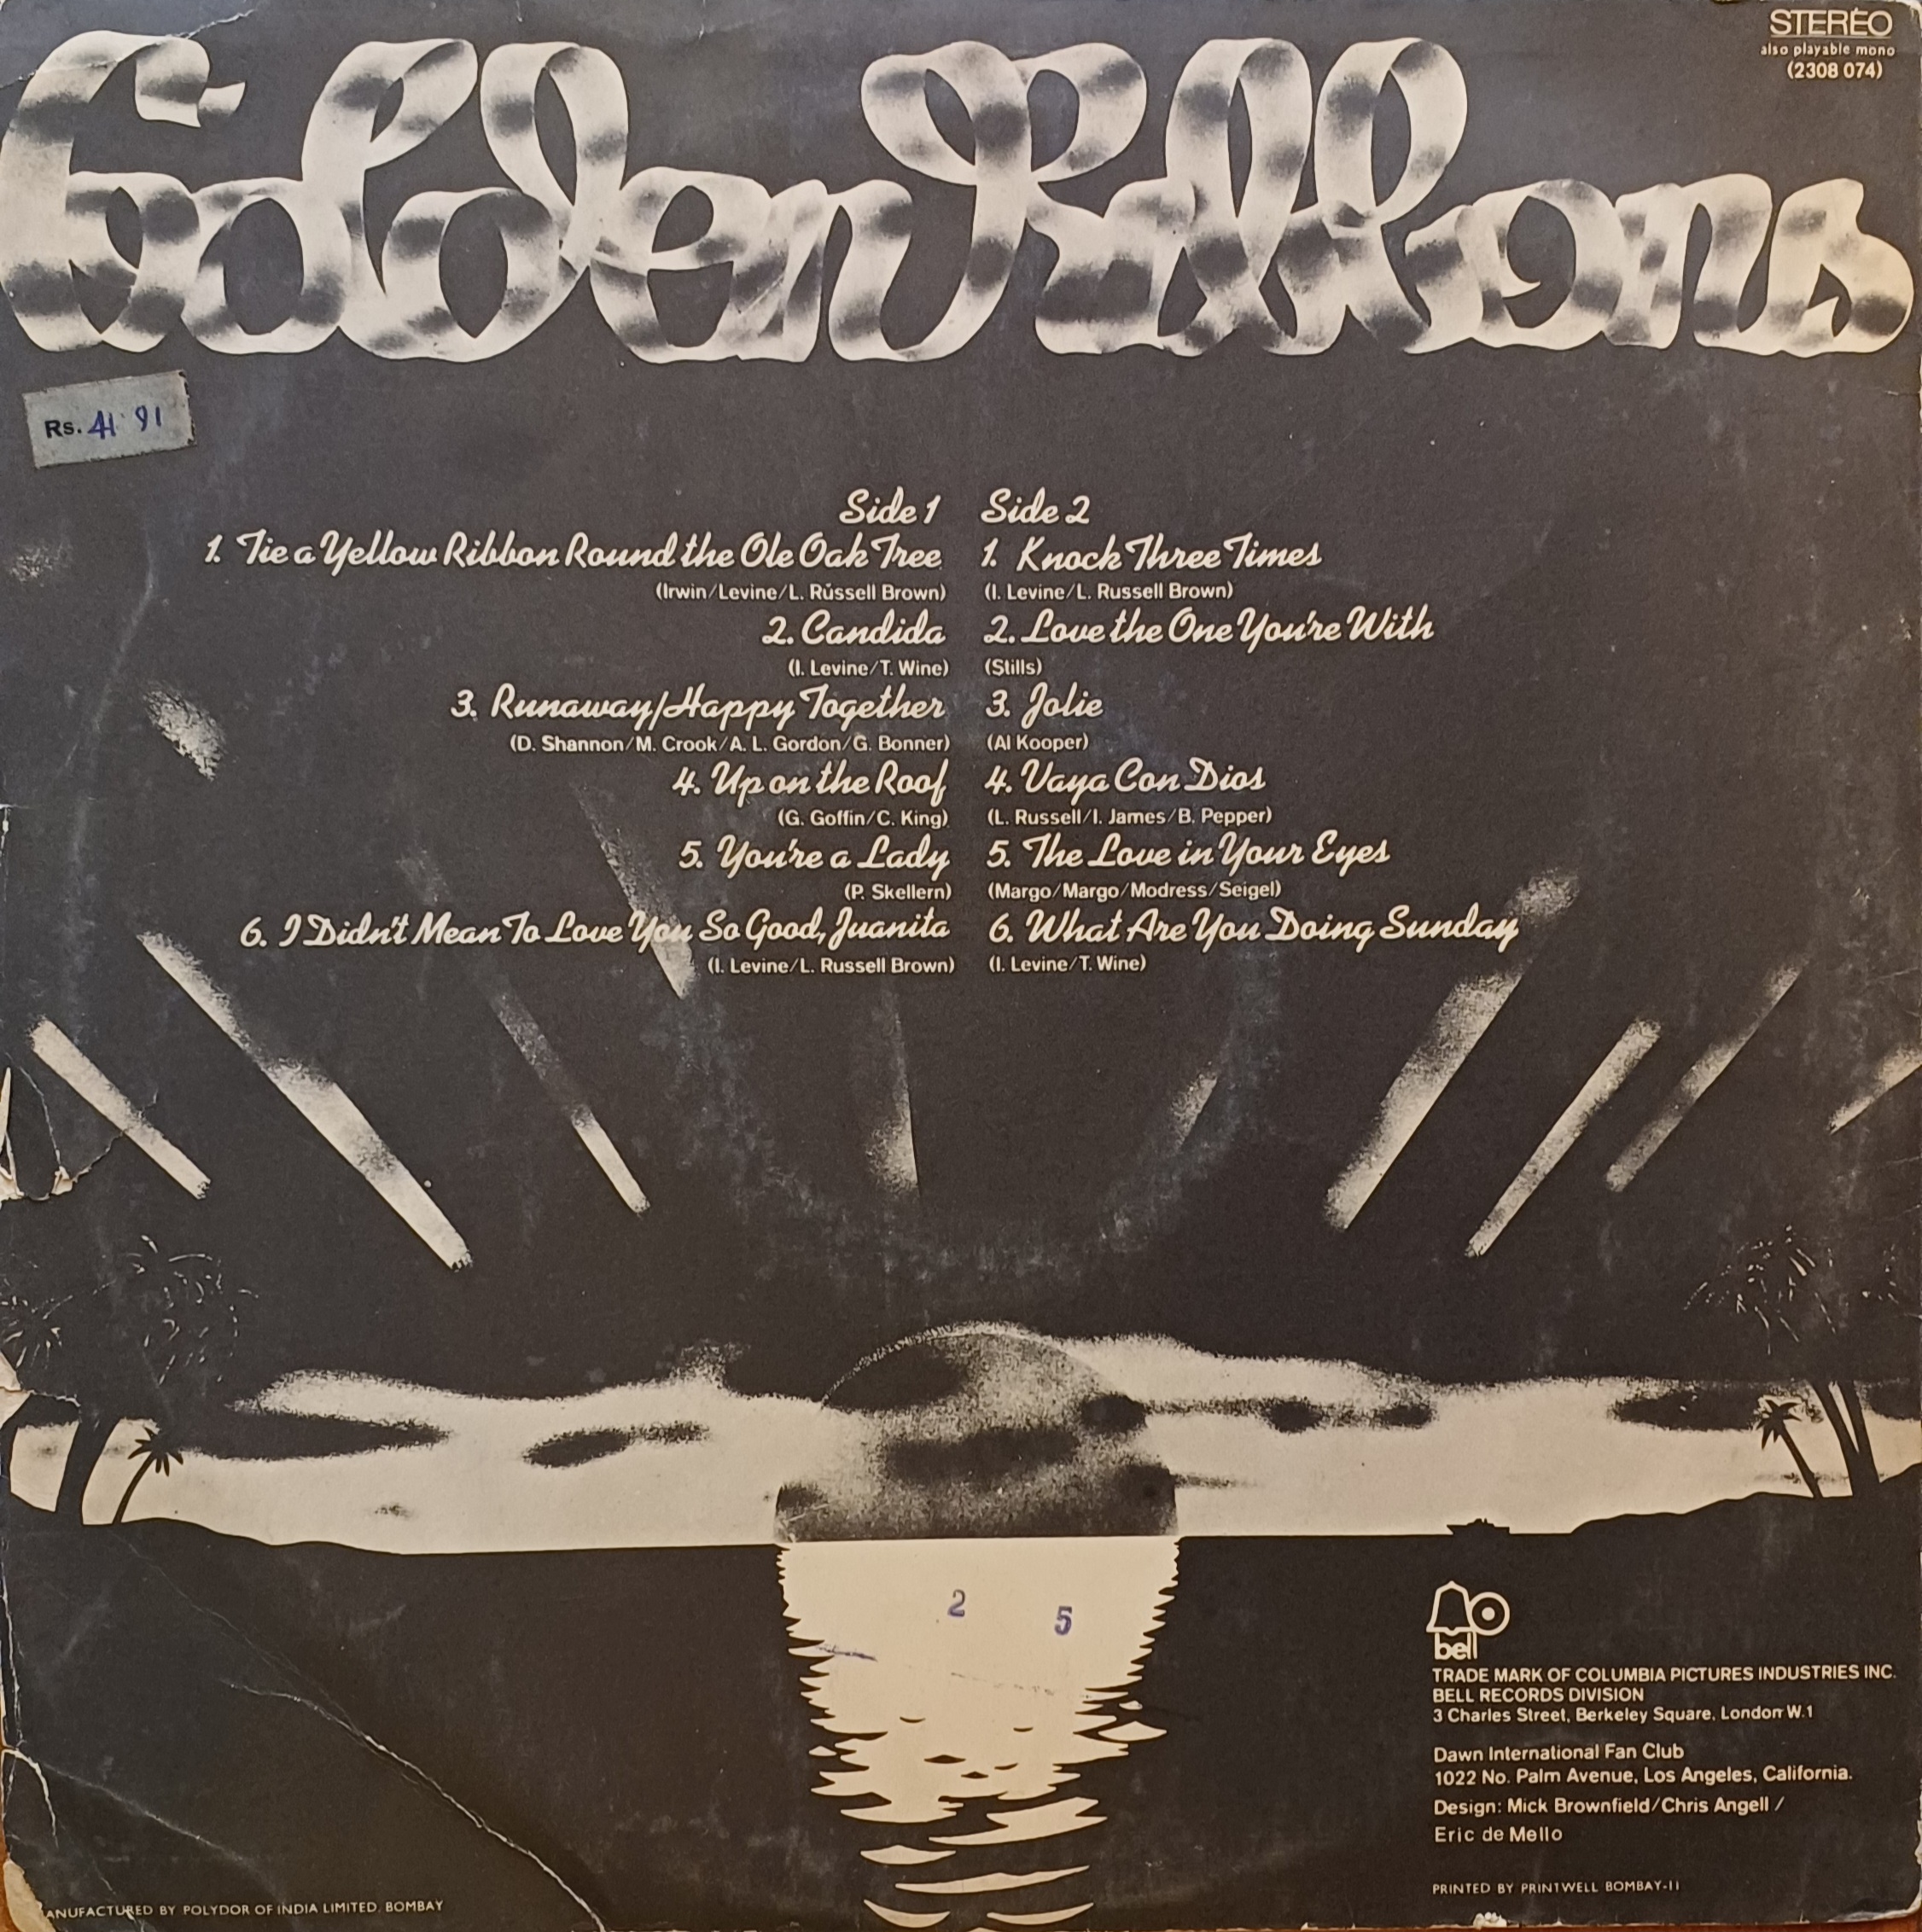 STEREO
also playable mono
(2308 074)
Golden Ribbons
Rs. 41 91
Side 1
1. Tie a Yellow Ribbon Round the Ole Oak Tree
(Irwin/Levine/L. Russell Brown)
2. Candida
(I. Levine/T. Wine)
3. Runaway/Happy Together
(D. Shannon/M. Crook/A. L. Gordon/G. Bonner)
4. Up on the Roof
(G. Goffin/C. King)
5. You're a Lady
(P. Skellern)
6. I Didn't Mean To Love You So Good, Juanita
(I. Levine/L. Russell Brown)
Side 2
1. Knock Three Times
(I. Levine/L. Russell Brown)
2. Love the One You're With
(Stills)
3. Jolie
(Al Kooper)
4. Vaya Con Dios
(L. Russell/I. James/B. Pepper)
5. The Love in Your Eyes
(Margo/Margo/Modress/Seigel)
6. What Are You Doing Sunday
(I. Levine/T. Wine)
2 5
bell
TRADE MARK OF COLUMBIA PICTURES INDUSTRIES INC.
BELL RECORDS DIVISION
3 Charles Street, Berkeley Square, London W.1
Dawn International Fan Club
1022 No. Palm Avenue, Los Angeles, California.
Design: Mick Brownfield/Chris Angell /
Eric de Mello
PRINTED BY PRINTWELL BOMBAY-11
ANUFACTURED BY POLYDOR OF INDIA LIMITED, BOMBAY